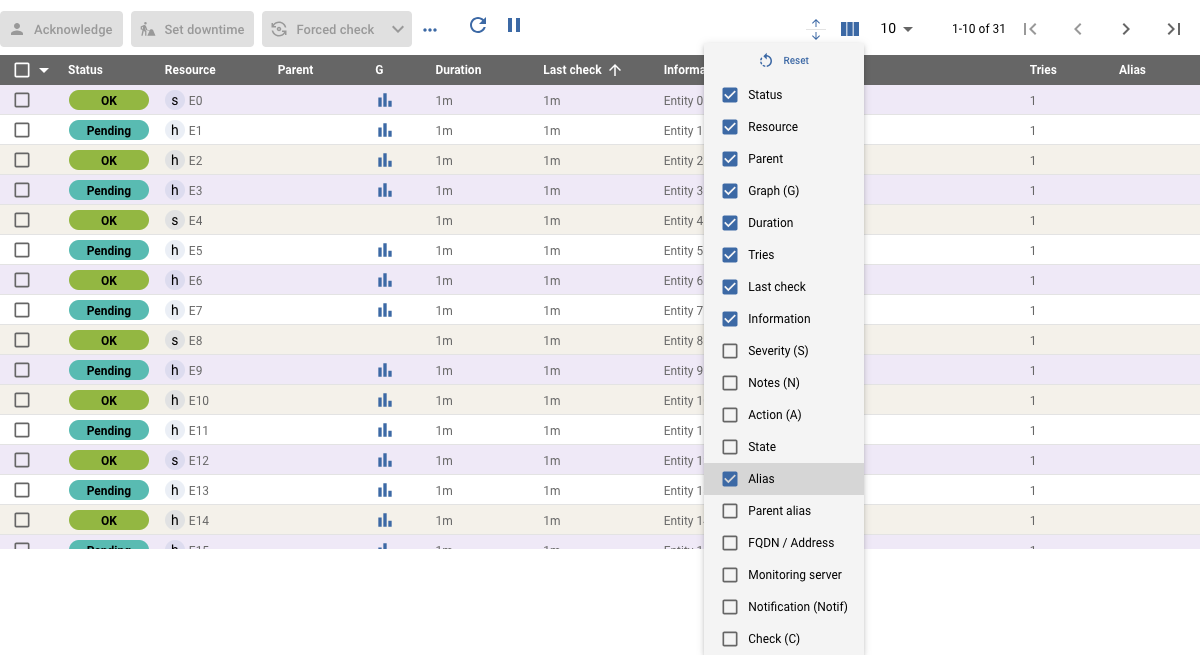 Acknowledge Set downtime Forced check 10 1-10 of 31
Status Resource Parent G Duration Last check Informa Tries Alias
Reset
OK s E0 1m 1m Entity 0 1
Status
Pending h E1 1m 1m Entity 1 1
Resource
OK h E2 1m 1m Entity 2 1
Parent
Pending h E3 1m 1m Entity 3 1
Graph (G)
OK s E4 1m 1m Entity 4 1
Duration
Pending h E5 1m 1m Entity 5 1
Tries
OK h E6 1m 1m Entity 6 1
Last check
Pending h E7 1m 1m Entity 7 1
Information
OK s E8 1m 1m Entity 8 1
Severity (S)
Pending h E9 1m 1m Entity 9 1
Notes (N)
OK h E10 1m 1m Entity 1 1
Action (A)
Pending h E11 1m 1m Entity 1 1
State
OK s E12 1m 1m Entity 1 1
Alias
Pending h E13 1m 1m Entity 1 1
Parent alias
OK h E14 1m 1m Entity 1 1
FQDN / Address
Pending h E15 1m 1m Entity 1 1
Monitoring server
Notification (Notif)
Check (C)